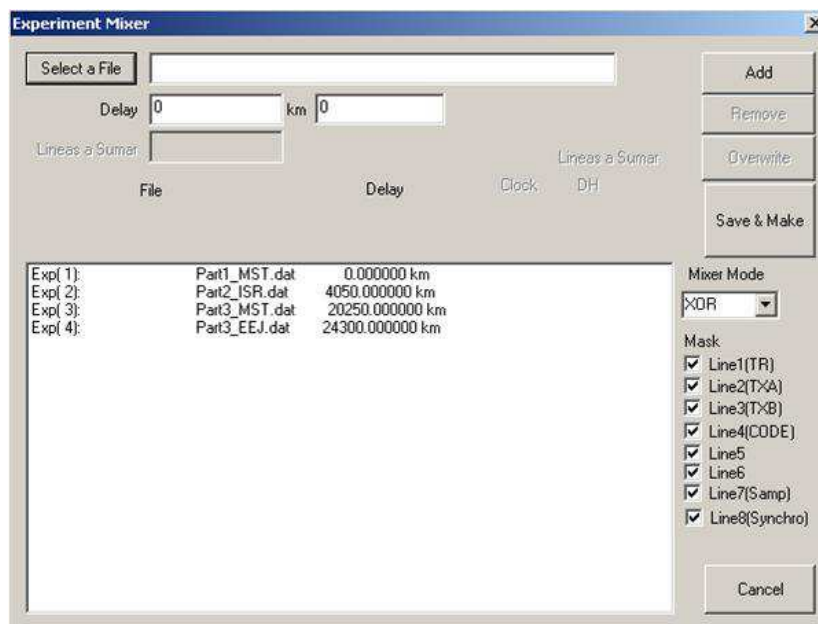 Experiment Mixer
Select a File
Add
Delay 0 km 0
Remove
Lineas a Sumar
Lineas a Sumar
Overwrite
File Delay Clock DH
Save & Make
Exp( 1): Part1_MST.dat 0.000000 km
Exp( 2): Part2_ISR.dat 4050.000000 km
Exp( 3): Part3_MST.dat 20250.000000 km
Exp( 4): Part3_EEJ.dat 24300.000000 km
Mixer Mode
XOR
Mask
Line1(TR)
Line2(TXA)
Line3(TXB)
Line4(CODE)
Line5
Line6
Line7(Samp)
Line8(Synchro)
Cancel